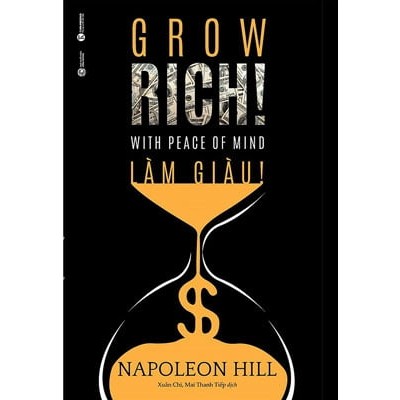 GROW
RICH!
WITH PEACE OF MIND
LÀM GIÀU!
$
NAPOLEON HILL
Xuân Chi, Mai Thanh Tiếp dịch